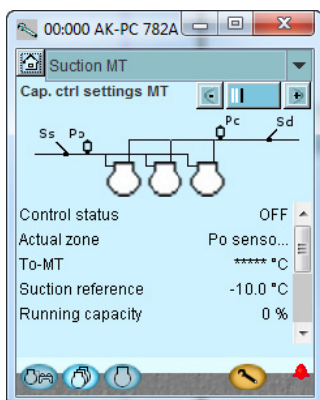 00:000 AK-PC 782A
Suction MT
Cap. ctrl settings MT
Pc Sd
Ss Po
Control status OFF
Actual zone Po senso...
To-MT ***** °C
Suction reference -10.0 °C
Running capacity 0 %